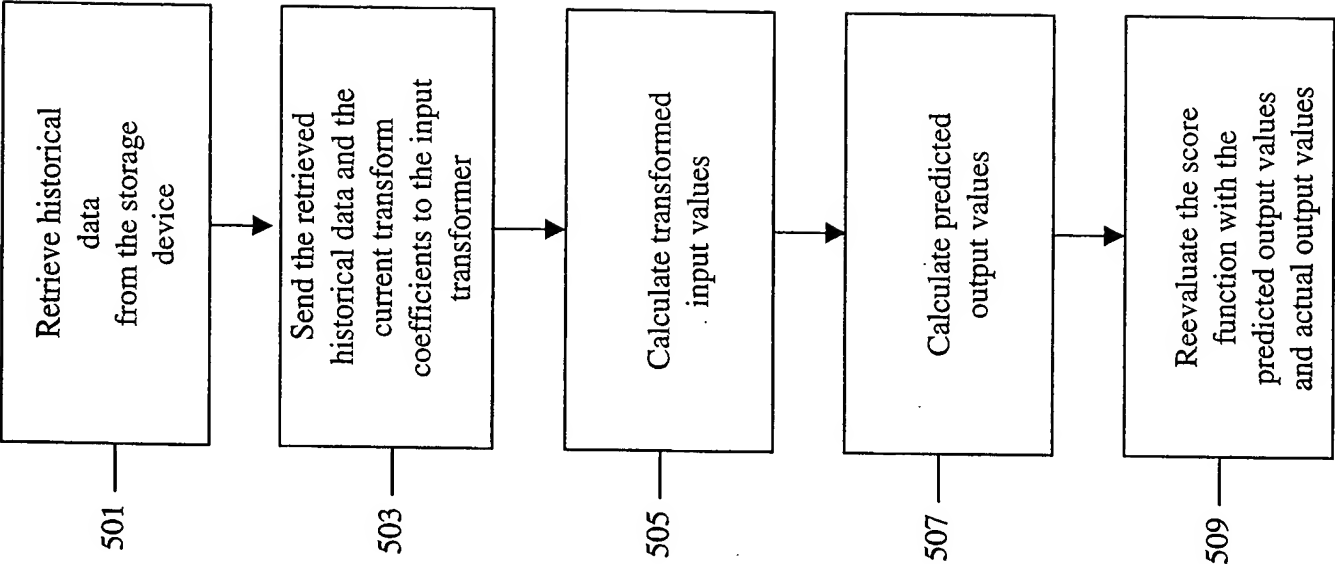 Retrieve historical
data
from the storage
device
501
Send the retrieved
historical data and the
current transform
coefficients to the input
transformer
503
Calculate transformed
input values
505
Calculate predicted
output values
507
Reevaluate the score
function with the
predicted output values
and actual output values
509